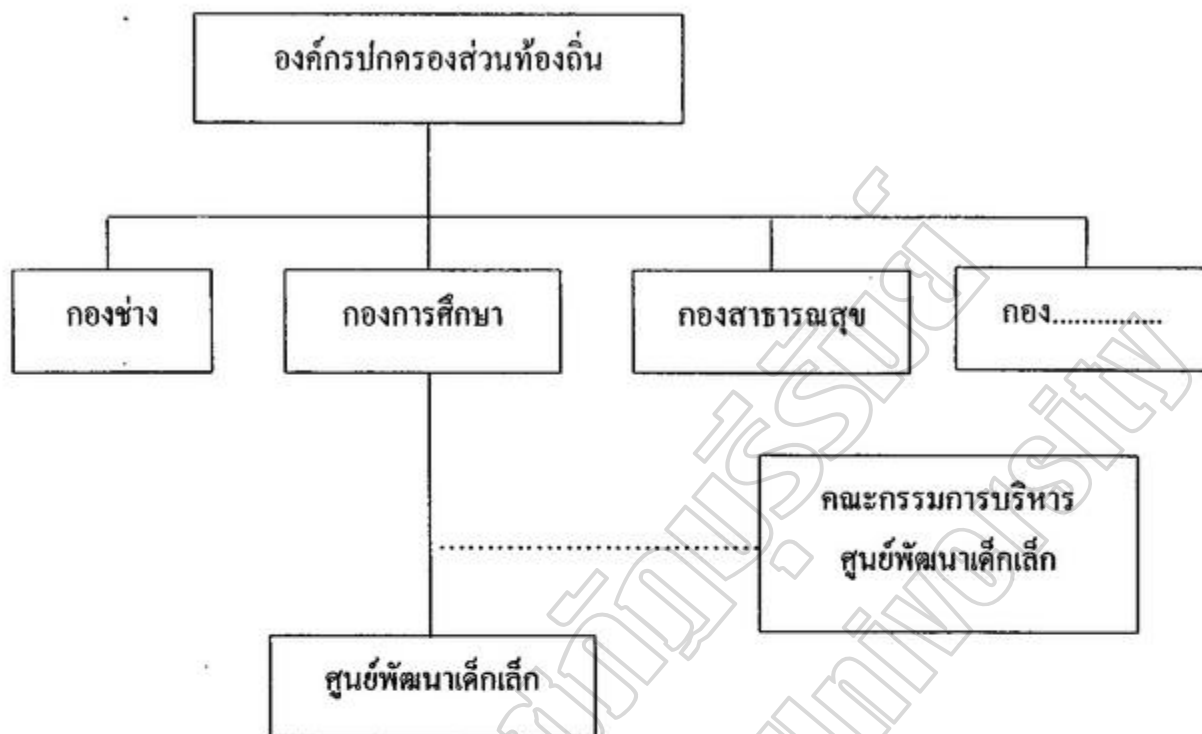 องค์กรปกครองส่วนท้องถิ่น
กองช่าง
กองการศึกษา
กองสาธารณสุข
กอง...............
คณะกรรมการบริหาร
ศูนย์พัฒนาเด็กเล็ก
ศูนย์พัฒนาเด็กเล็ก